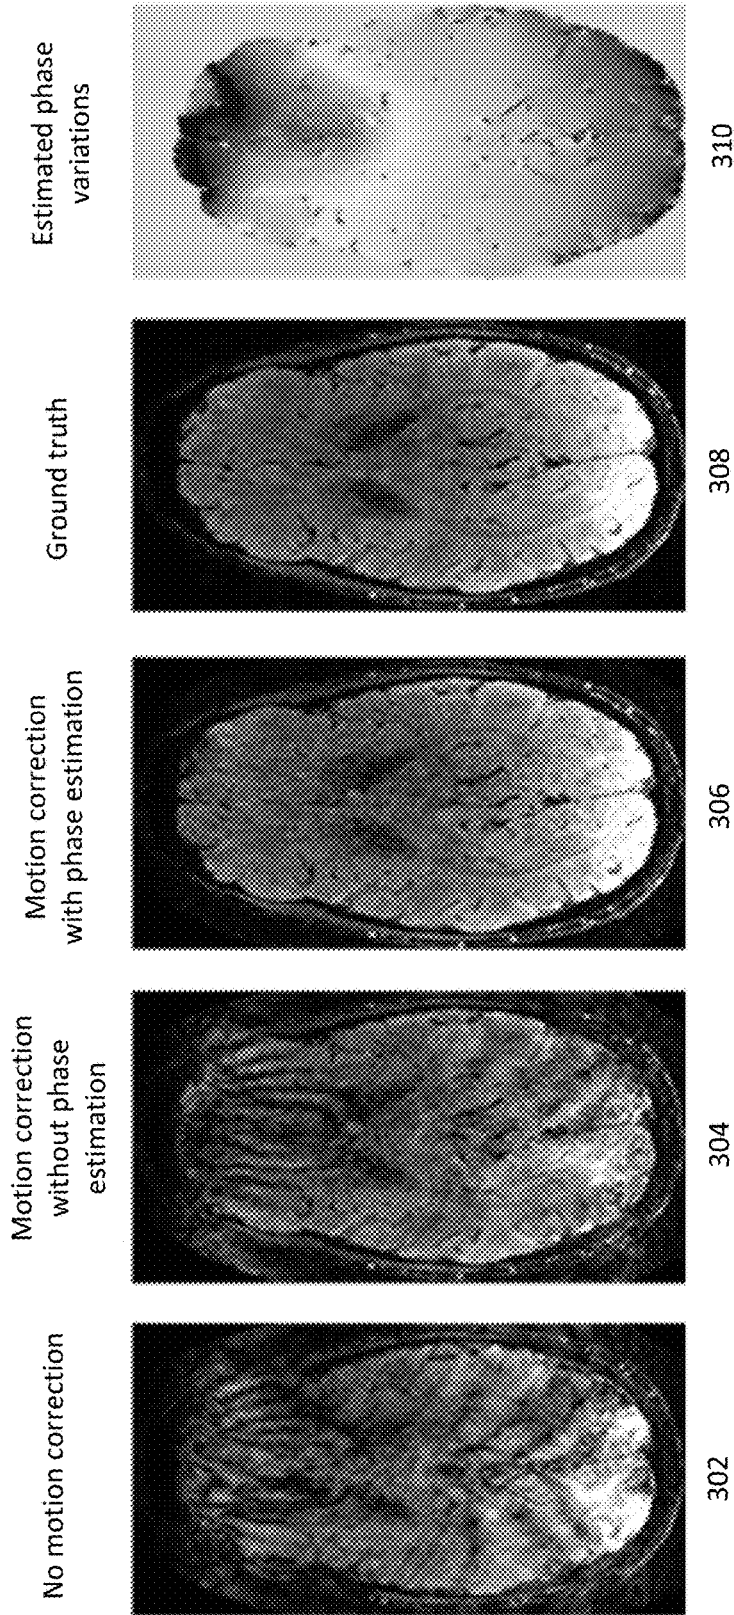 No motion correction
302
Motion correction
without phase
estimation
304
Motion correction
with phase estimation
306
Ground truth
308
Estimated phase
variations
310